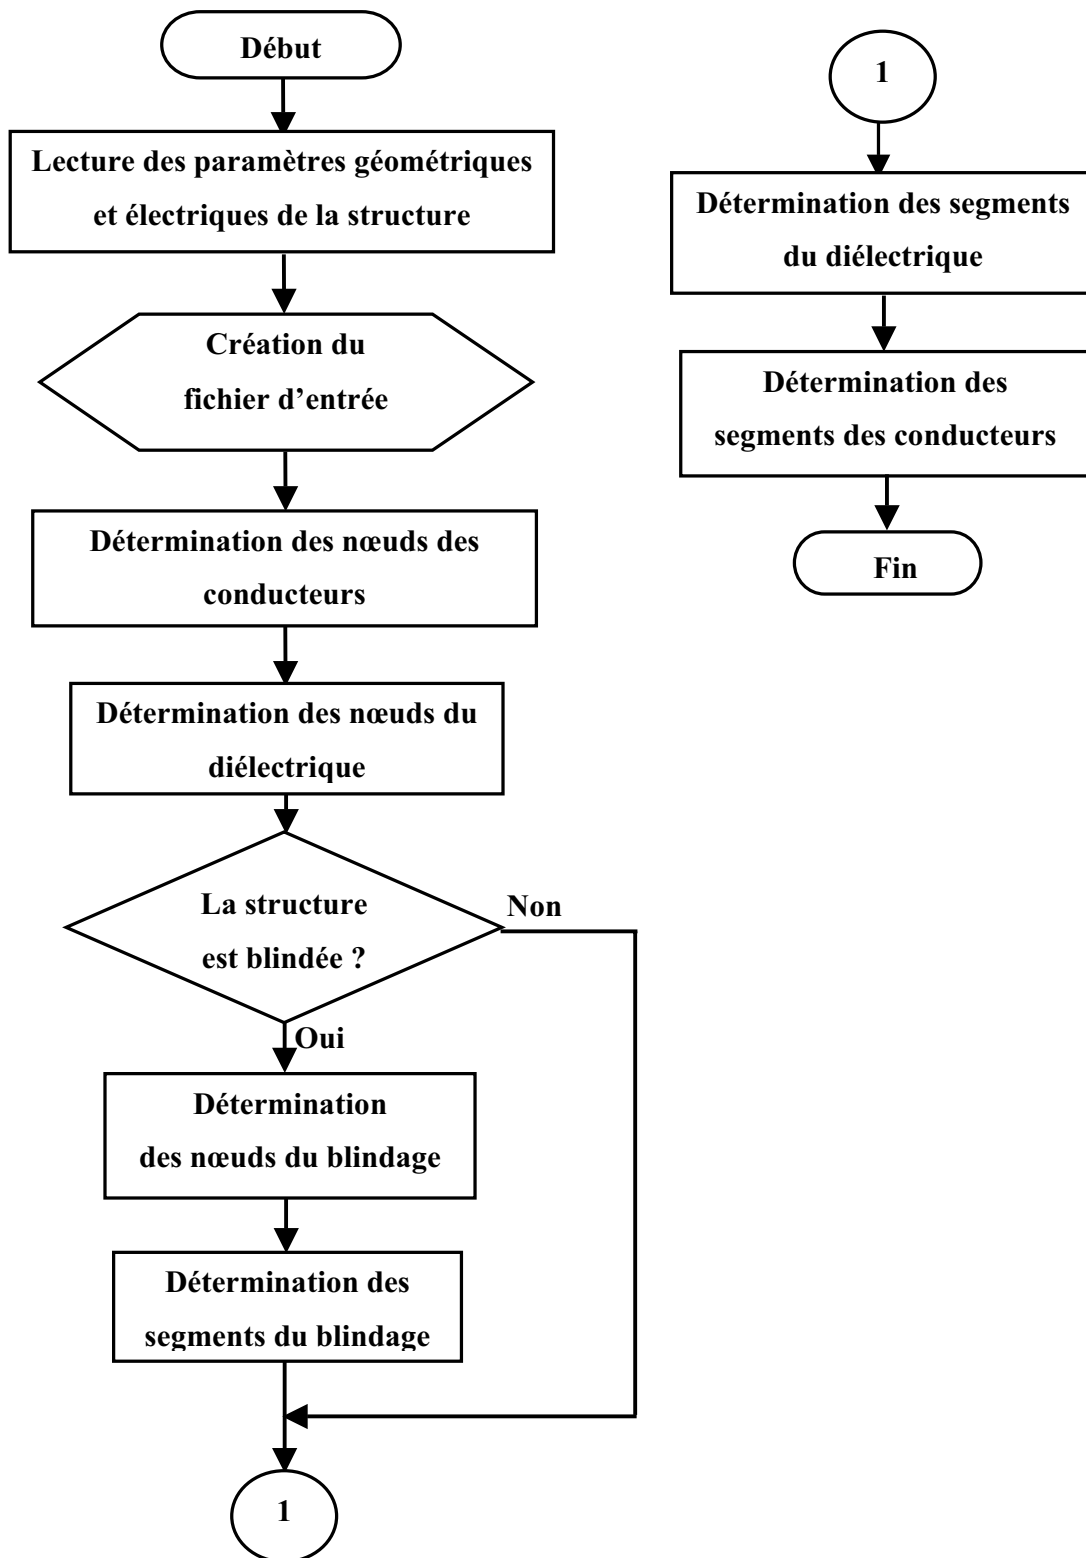 Début
Lecture des paramètres géométriques
et électriques de la structure
Création du
fichier d’entrée
Détermination des nœuds des
conducteurs
Détermination des nœuds du
diélectrique
La structure
est blindée ?
Non
Oui
Détermination
des nœuds du blindage
Détermination des
segments du blindage
1
1
Détermination des segments
du diélectrique
Détermination des
segments des conducteurs
Fin